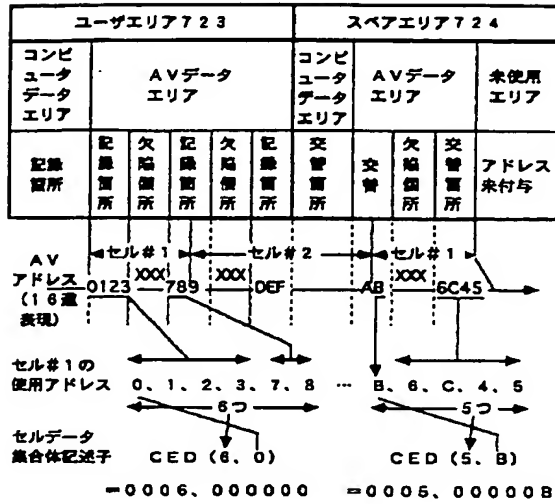 ユーザエリア723
スペアエリア724
コンピュータデータエリア
AVデータエリア
コンピュータデータエリア
AVデータエリア
未使用エリア
記録箇所
記録箇所
欠陥個所
記録箇所
欠陥個所
記録箇所
交替箇所
交替
欠陥個所
交替箇所
アドレス未付与
セル#1
セル#2
セル#1
AVアドレス(16進表現)
0123
XXX
789
XXX
DEF
AB
XXX
6C45
セル#1の使用アドレス
0、1、2、3、7、8 … B、6、C、4、5
6つ
5つ
セルデータ集合体記述子
CED(6、0)
CED(5、B)
=0006、000000
=0005、00000B